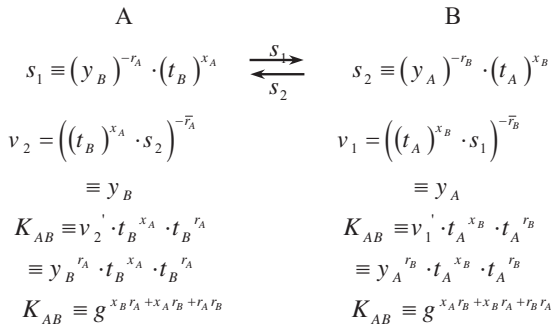 A B
s₁ ≡ (y_B)^{-r_A} · (t_B)^{x_A} s₁ s₂ ≡ (y_A)^{-r_B} · (t_A)^{x_B}
s₂
v₂ = ((t_B)^{x_A} · s₂)^{-r̅_A} v₁ = ((t_A)^{x_B} · s₁)^{-r̅_B}
≡ y_B ≡ y_A
K_{AB} ≡ v₂' · t_B^{x_A} · t_B^{r_A} K_{AB} ≡ v₁' · t_A^{x_B} · t_A^{r_B}
≡ y_B^{r_A} · t_B^{x_A} · t_B^{r_A} ≡ y_A^{r_B} · t_A^{x_B} · t_A^{r_B}
K_{AB} ≡ g^{x_B r_A + x_A r_B + r_A r_B} K_{AB} ≡ g^{x_A r_B + x_B r_A + r_B r_A}